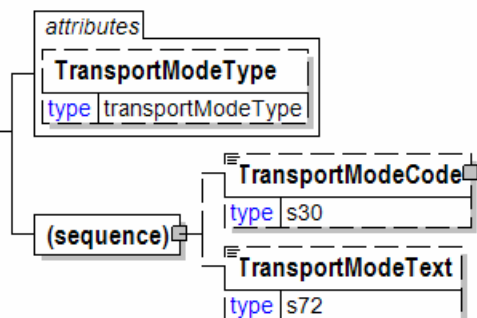 attributes
TransportModeType
type transportModeType
TransportModeCode
type s30
(sequence)
TransportModeText
type s72